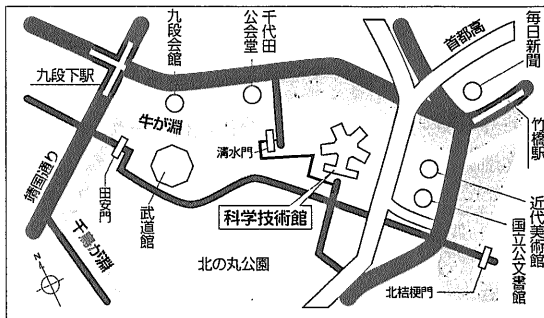 九段会館
千代田
公会堂
首都高
毎日新聞
九段下駅
竹橋駅
牛が淵
清水門
靖国通り
田安門
武道館
科学技術館
近代美術館
国立公文書館
千鳥が淵
北の丸公園
北桔梗門
N